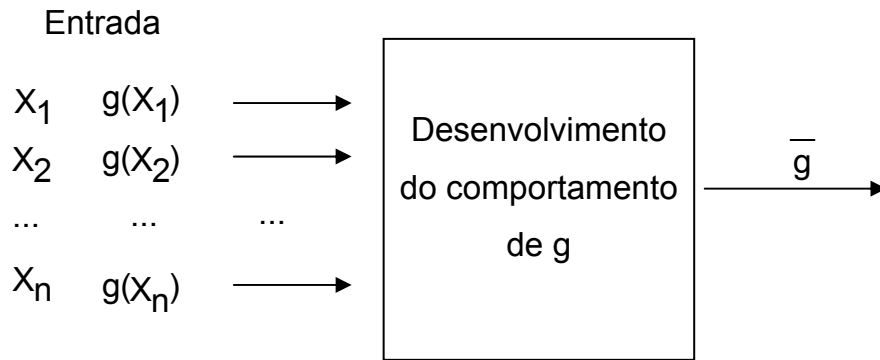 Entrada
X1 g(X1)
X2 g(X2)
... ... ...
Xn g(Xn)
Desenvolvimento
do comportamento
de g
g̅